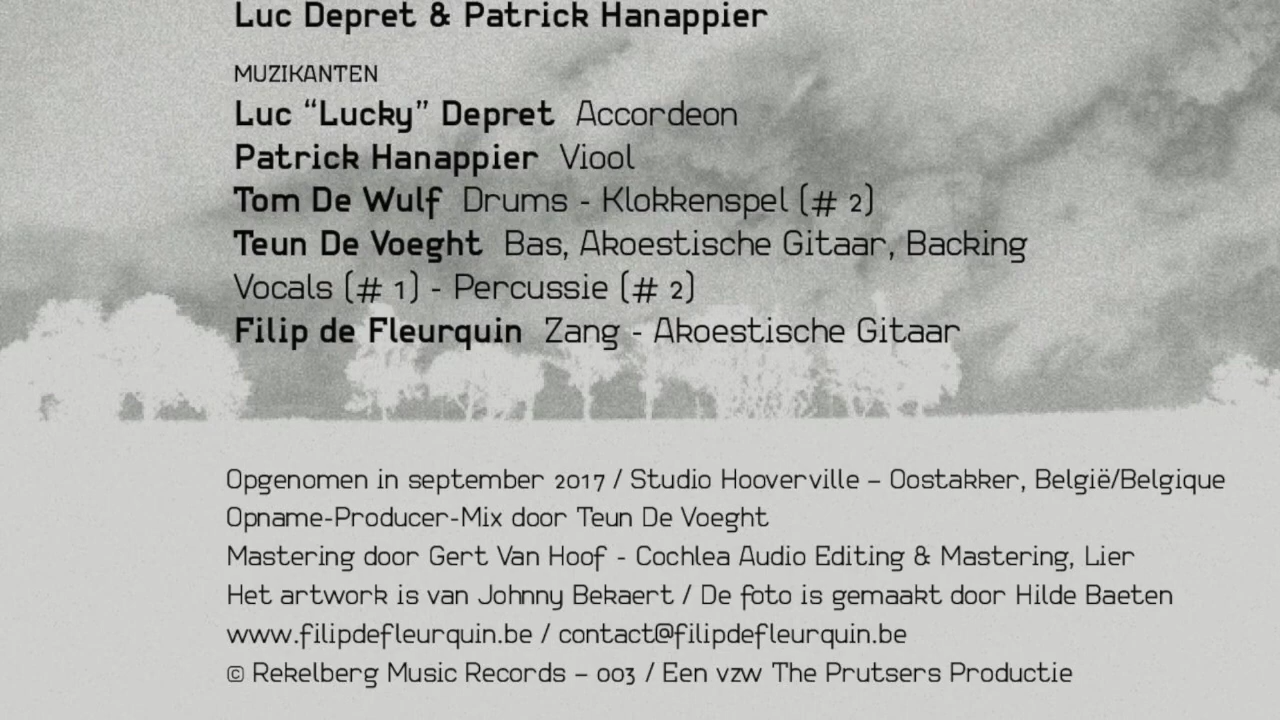 Luc Depret & Patrick Hanappier
MUZIKANTEN
Luc “Lucky” Depret Accordeon
Patrick Hanappier Viool
Tom De Wulf Drums - Klokkenspel (# 2)
Teun De Voeght Bas, Akoestische Gitaar, Backing
Vocals (# 1) - Percussie (# 2)
Filip de Fleurquin Zang - Akoestische Gitaar
Opgenomen in september 2017 / Studio Hooverville – Oostakker, België/Belgique
Opname-Producer-Mix door Teun De Voeght
Mastering door Gert Van Hoof - Cochlea Audio Editing & Mastering, Lier
Het artwork is van Johnny Bekaert / De foto is gemaakt door Hilde Baeten
www.filipdefleurquin.be / contact@filipdefleurquin.be
© Rekelberg Music Records – 003 / Een vzw The Prutsers Productie